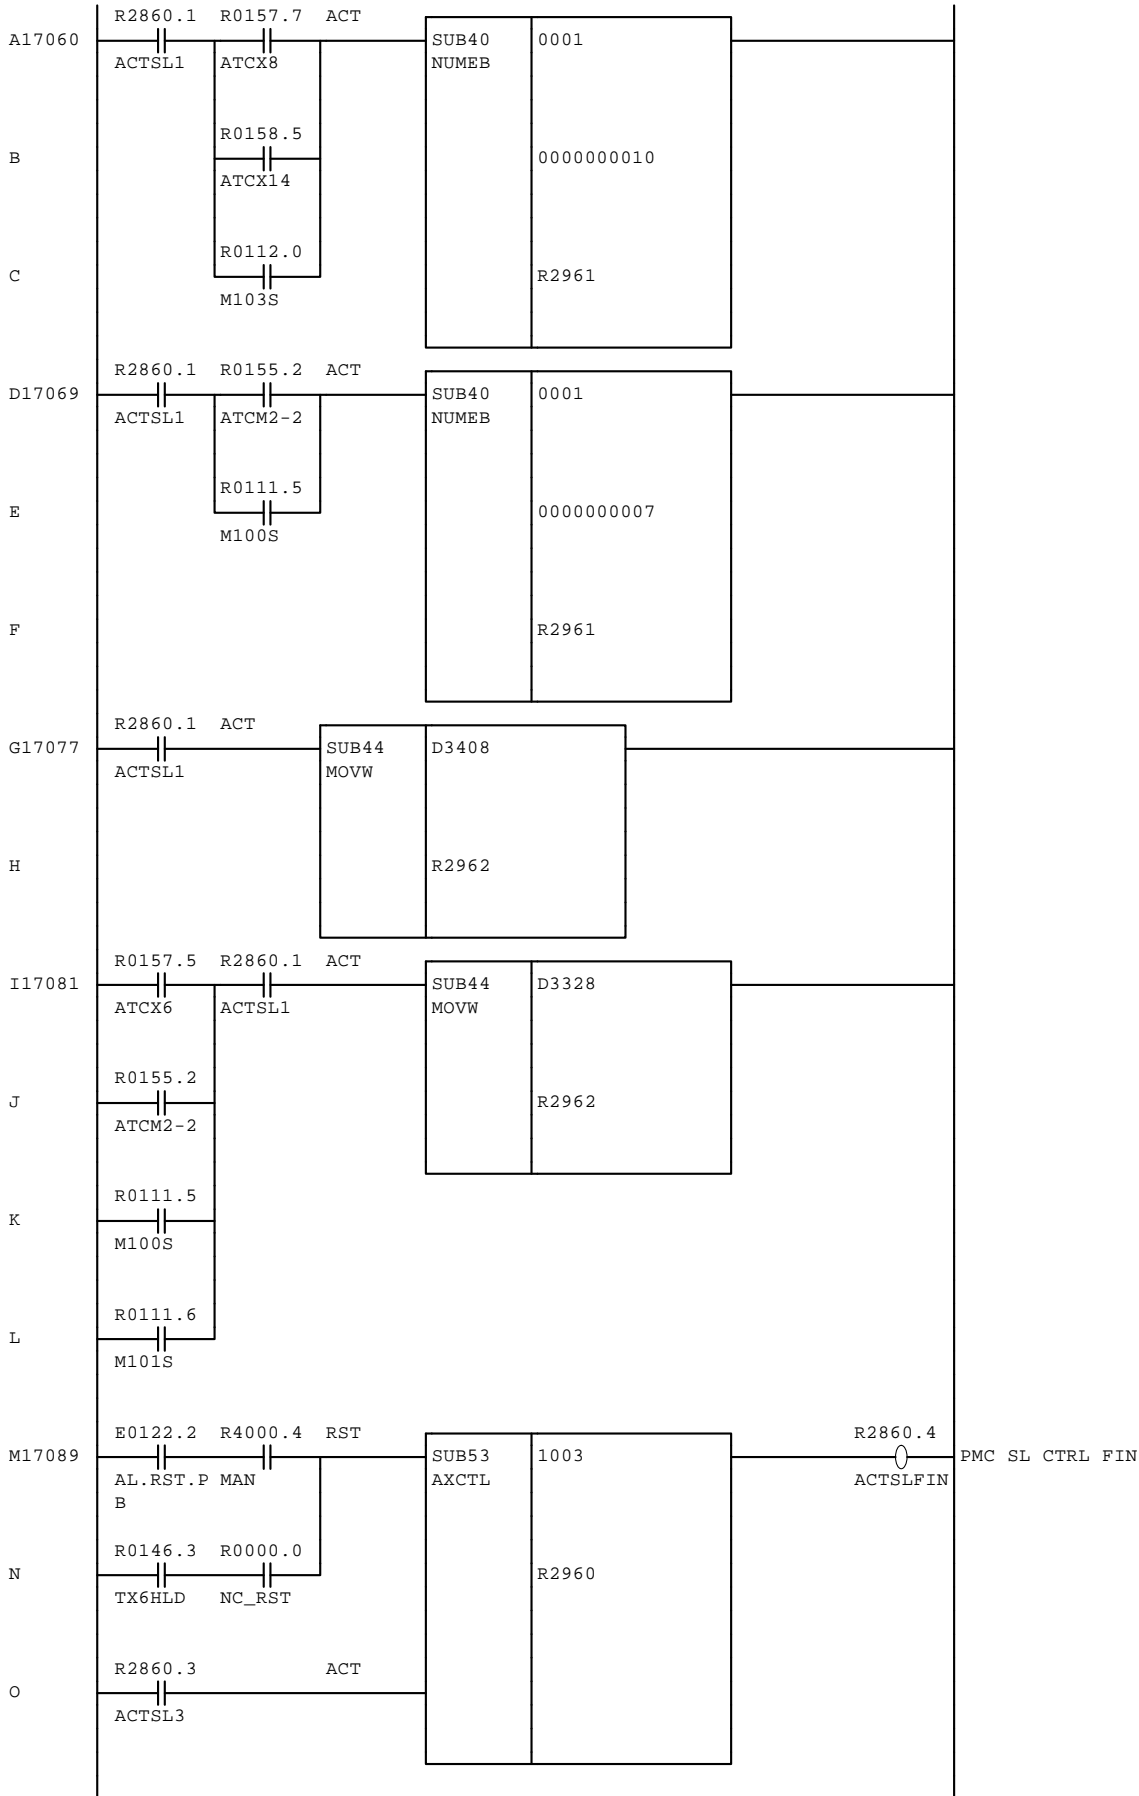 R2860.1 R0157.7 ACT
A17060 SUB40 0001
ACTSL1 ATCX8 NUMEB
R0158.5
B 0000000010
ATCX14
R0112.0
C R2961
M103S
R2860.1 R0155.2 ACT
D17069 SUB40 0001
ACTSL1 ATCM2-2 NUMEB
R0111.5
E 0000000007
M100S
F R2961
R2860.1 ACT
G17077 SUB44 D3408
ACTSL1 MOVW
H R2962
R0157.5 R2860.1 ACT
I17081 SUB44 D3328
ATCX6 ACTSL1 MOVW
R0155.2
J R2962
ATCM2-2
R0111.5
K
M100S
R0111.6
L
M101S
E0122.2 R4000.4 RST R2860.4
M17089 SUB53 1003 PMC SL CTRL FIN
AL.RST.P MAN AXCTL ACTSLFIN
B
R0146.3 R0000.0
N R2960
TX6HLD NC_RST
R2860.3 ACT
O
ACTSL3